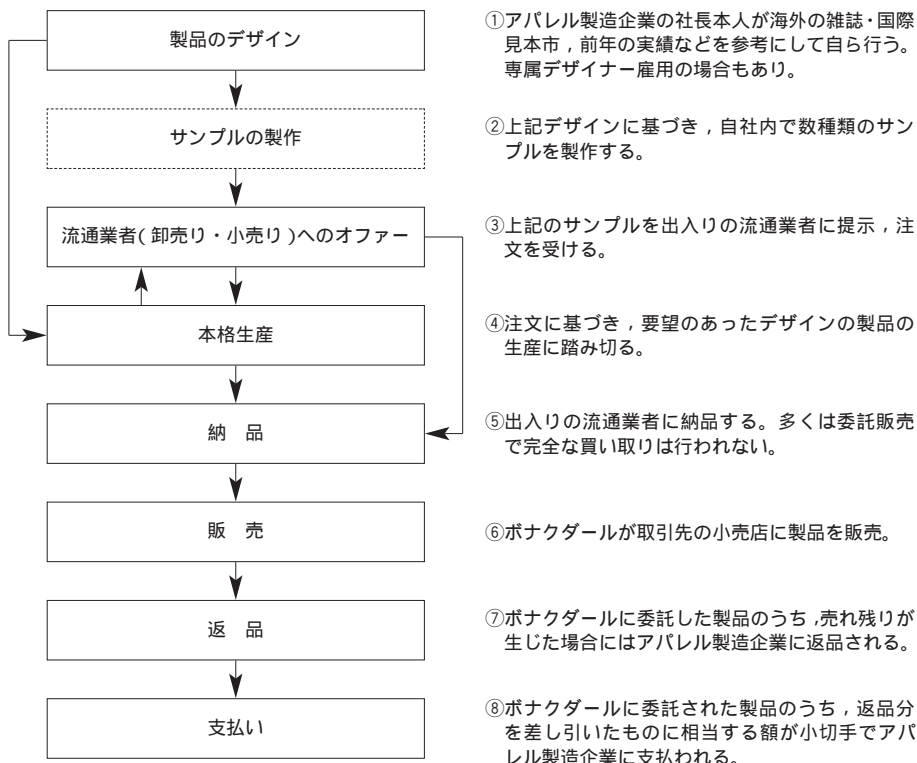 製品のデザイン
①アパレル製造企業の社長本人が海外の雑誌・国際
見本市，前年の実績などを参考にして自ら行う。
専属デザイナー雇用の場合もあり。
サンプルの製作
②上記デザインに基づき，自社内で数種類のサン
プルを製作する。
流通業者(卸売り・小売り)へのオファー
③上記のサンプルを出入りの流通業者に提示，注
文を受ける。
本格生産
④注文に基づき，要望のあったデザインの製品の
生産に踏み切る。
納　品
⑤出入りの流通業者に納品する。多くは委託販売
で完全な買い取りは行われない。
販　売
⑥ボナクダールが取引先の小売店に製品を販売。
返　品
⑦ボナクダールに委託した製品のうち，売れ残りが
生じた場合にはアパレル製造企業に返品される。
支払い
⑧ボナクダールに委託された製品のうち，返品分
を差し引いたものに相当する額が小切手でアパ
レル製造企業に支払われる。